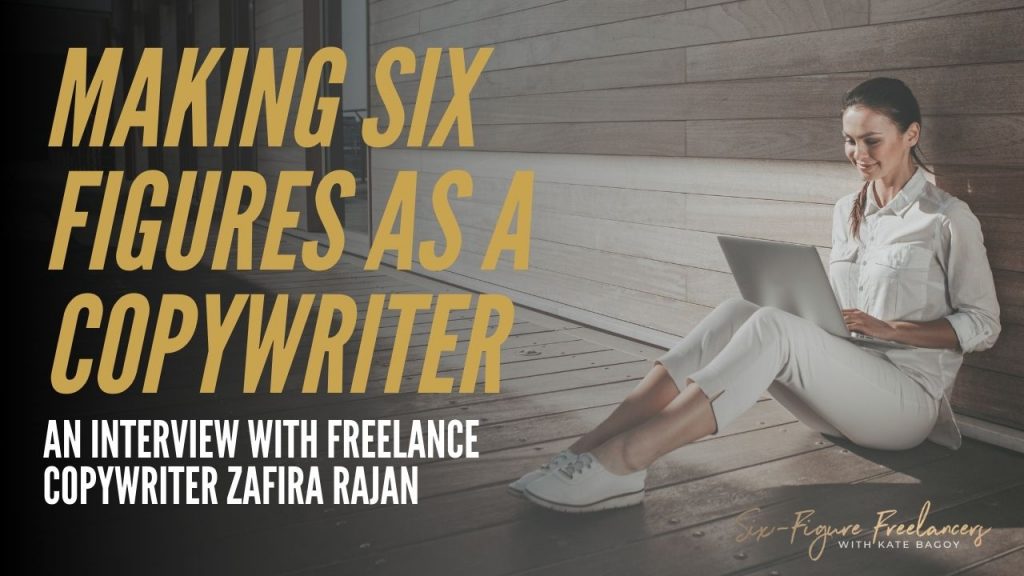 MAKING SIX
FIGURES AS A
COPYWRITER
AN INTERVIEW WITH FREELANCE
COPYWRITER ZAFIRA RAJAN
Six-Figure Freelancers
WITH KATE BAGOY